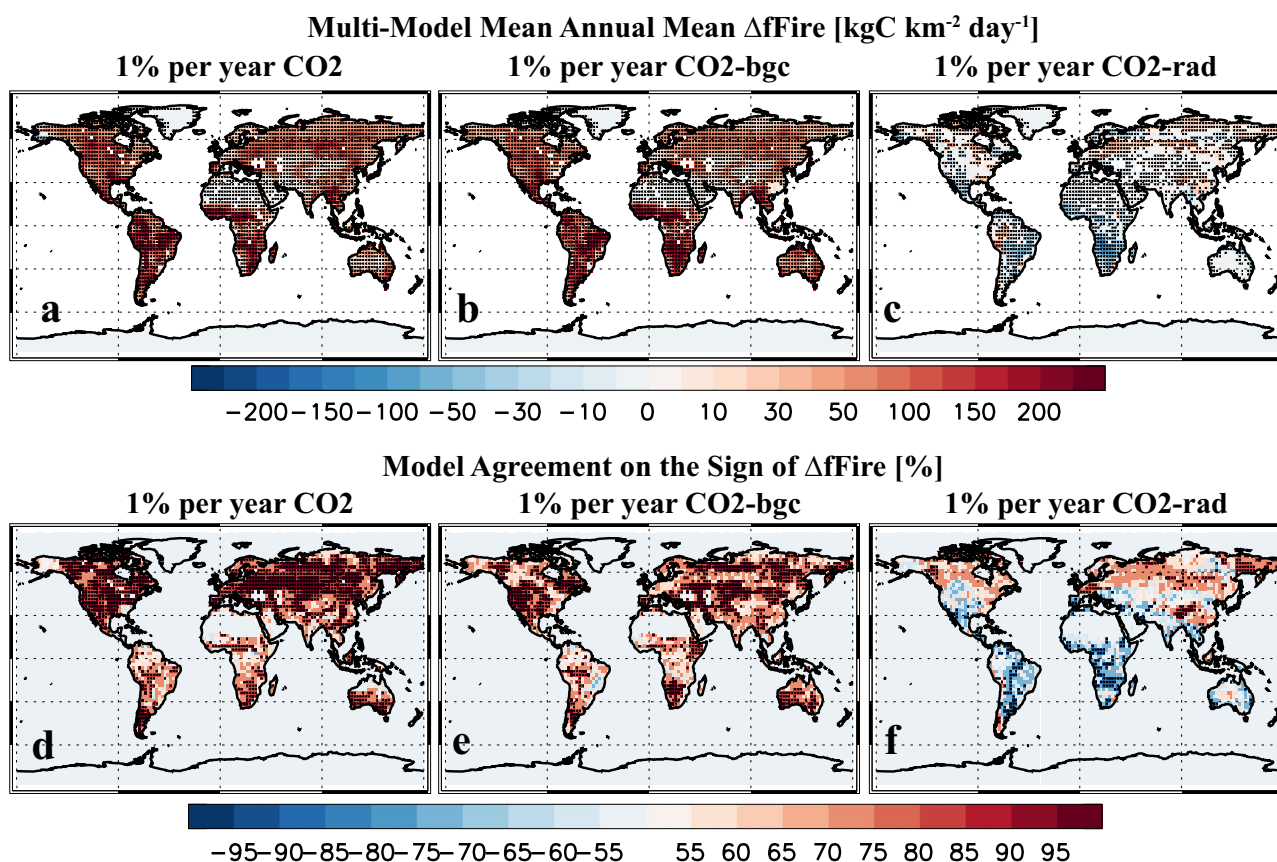 Multi-Model Mean Annual Mean ΔfFire [kgC km⁻² day⁻¹]
1% per year CO2 1% per year CO2-bgc 1% per year CO2-rad
a b c
−200 −150 −100 −50 −30 −10 0 10 30 50 100 150 200
Model Agreement on the Sign of ΔfFire [%]
1% per year CO2 1% per year CO2-bgc 1% per year CO2-rad
d e f
−95 −90 −85 −80 −75 −70 −65 −60 −55 55 60 65 70 75 80 85 90 95